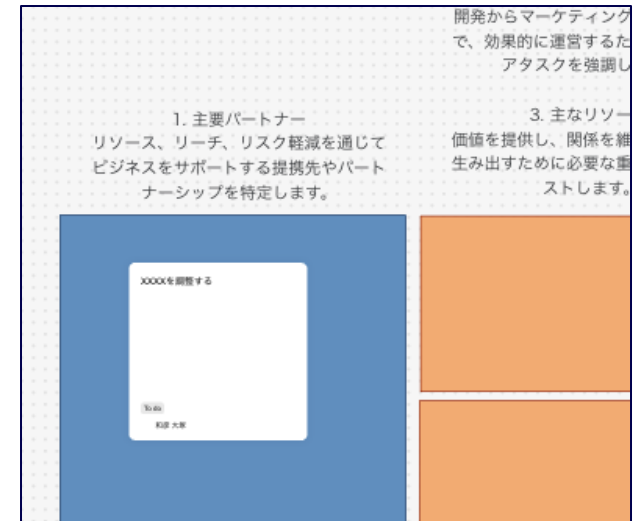 開発からマーケティング
で、効果的に運営するた
アタスクを強調し
1. 主要パートナー
リソース、リーチ、リスク軽減を通じて
ビジネスをサポートする提携先やパート
ナーシップを特定します。
3. 主なリソー
価値を提供し、関係を維
生み出すために必要な重
ストします。
XXXXを調整する
To do
和彦 大塚